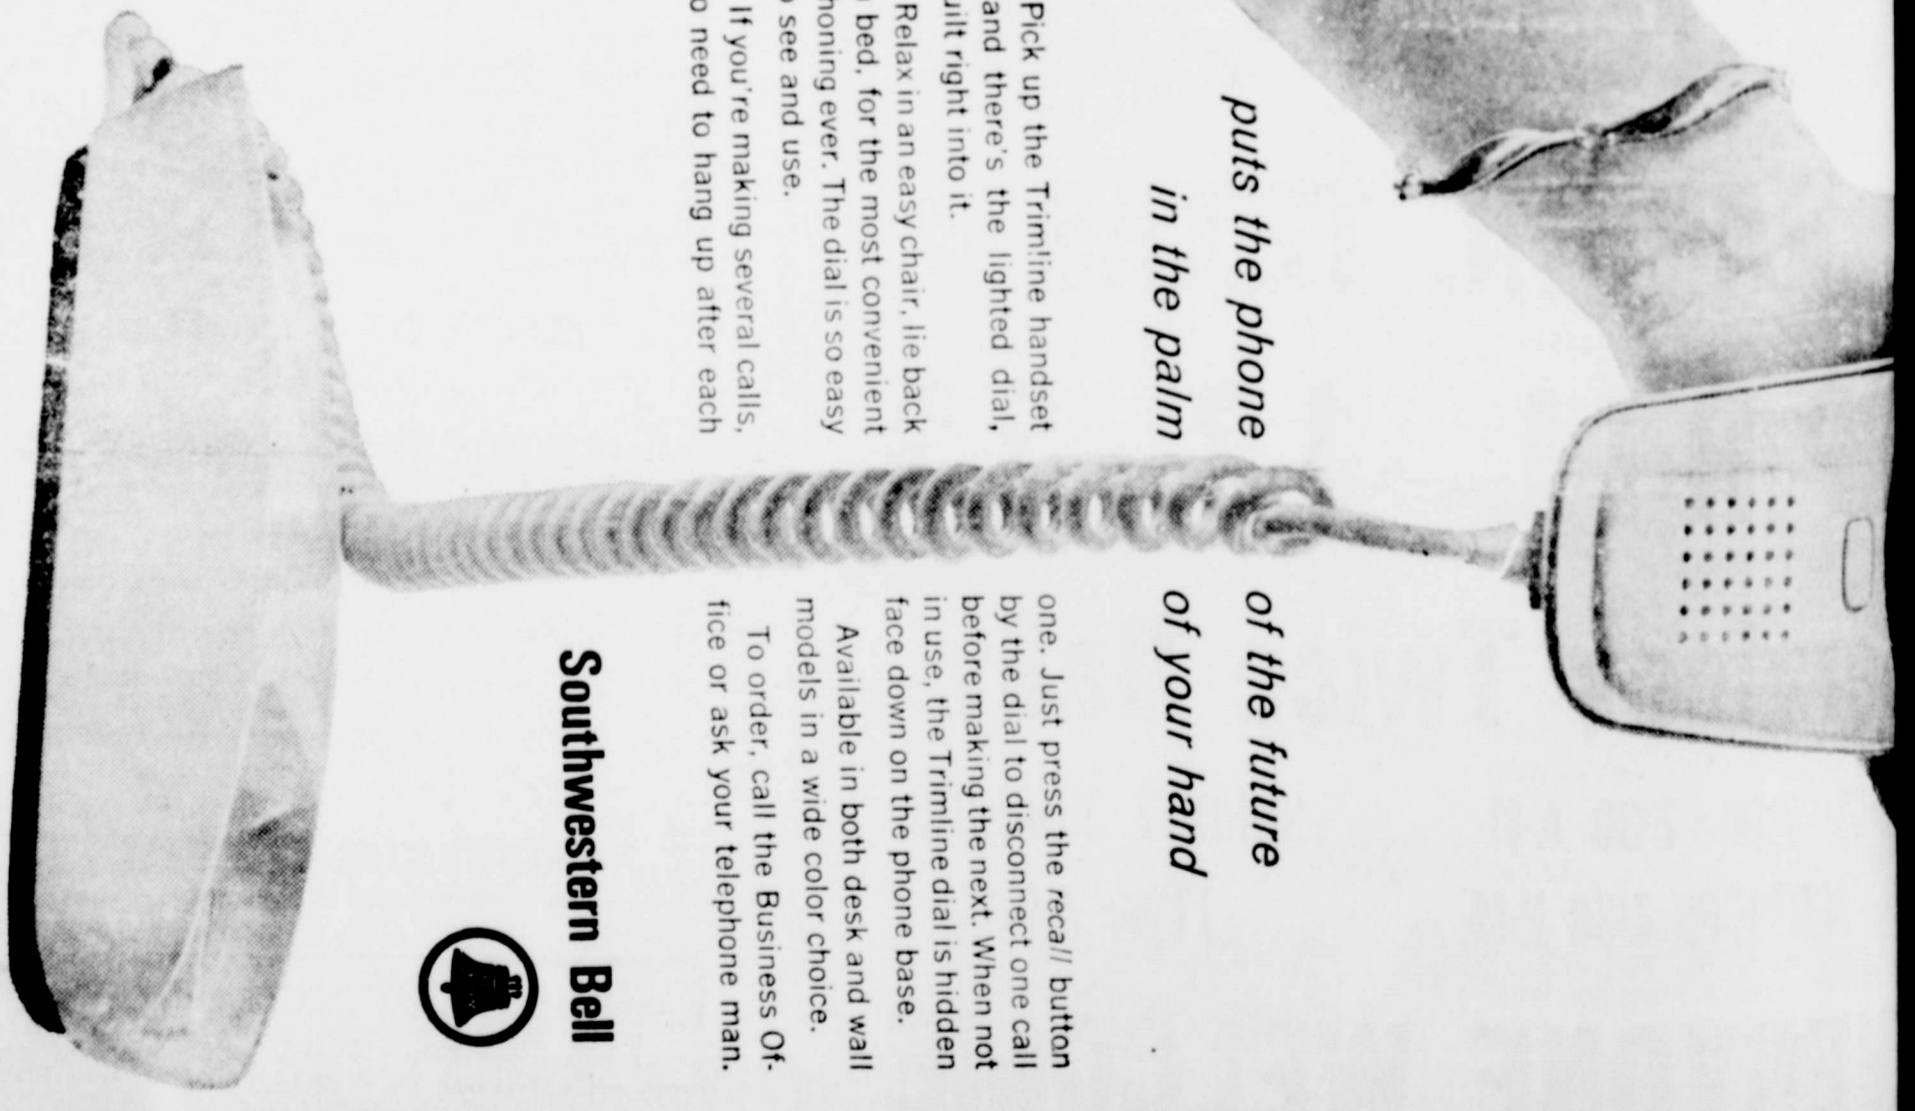 puts the phone of the future
in the palm of your hand
Pick up the Trimline handset
and there's the lighted dial,
uilt right into it.
Relax in an easy chair, lie back
bed, for the most convenient
honing ever. The dial is so easy
see and use.
If you're making several calls,
o need to hang up after each
one. Just press the recall button
by the dial to disconnect one call
before making the next. When not
in use, the Trimline dial is hidden
face down on the phone base.
Available in both desk and wall
models in a wide color choice.
To order, call the Business Of-
fice or ask your telephone man.
Southwestern Bell